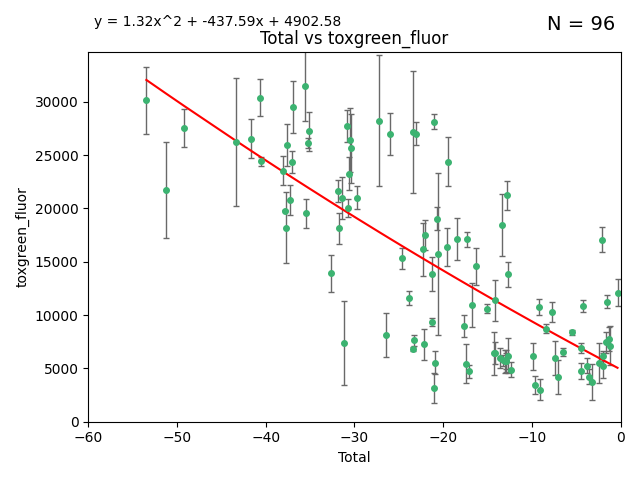 y = 1.32x^2 + -437.59x + 4902.58
N = 96
Total vs toxgreen_fluor
toxgreen_fluor
30000
25000
20000
15000
10000
5000
0
−60 −50 −40 −30 −20 −10 0
Total